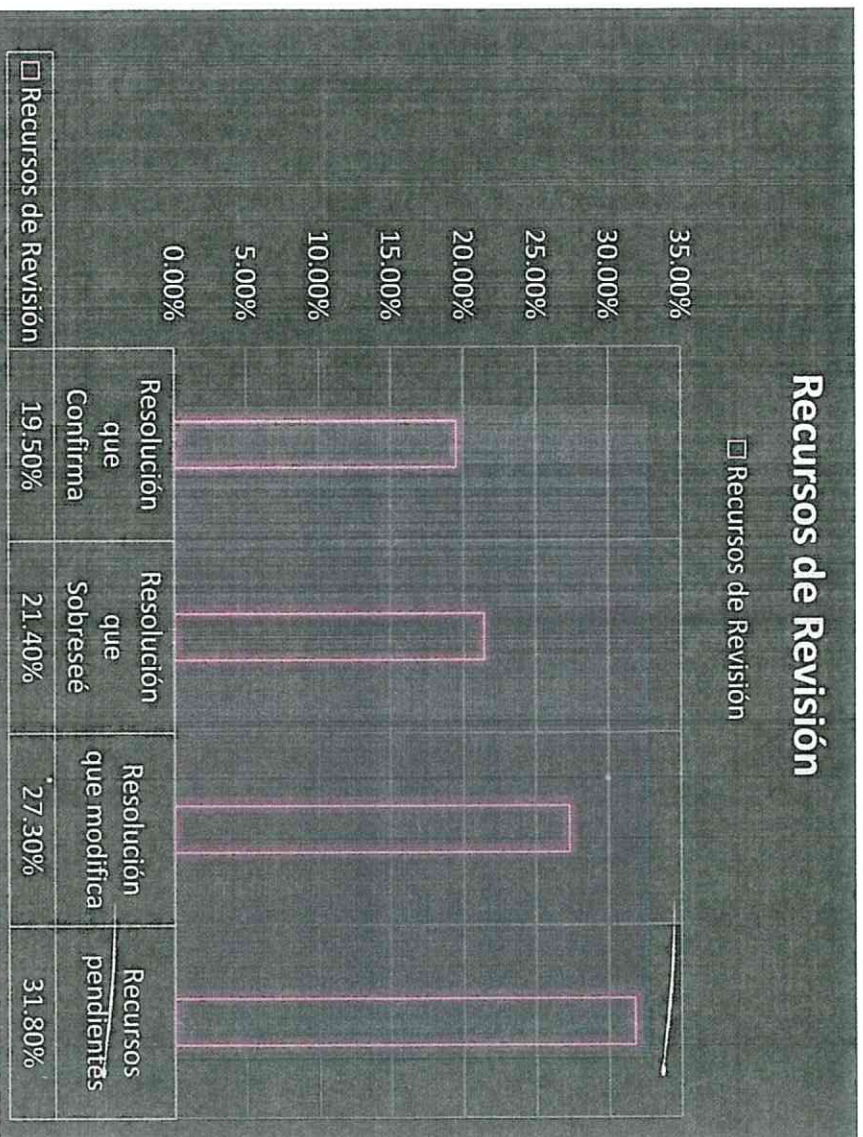 Recursos de Revisión
Recursos de Revisión
35.00%
30.00%
25.00%
20.00%
15.00%
10.00%
5.00%
0.00%
Resolución
que
Confirma
Resolución
que
Sobreseé
Resolución
que modifica
Recursos
pendientes
Recursos de Revisión
19.50%
21.40%
27.30%
31.80%